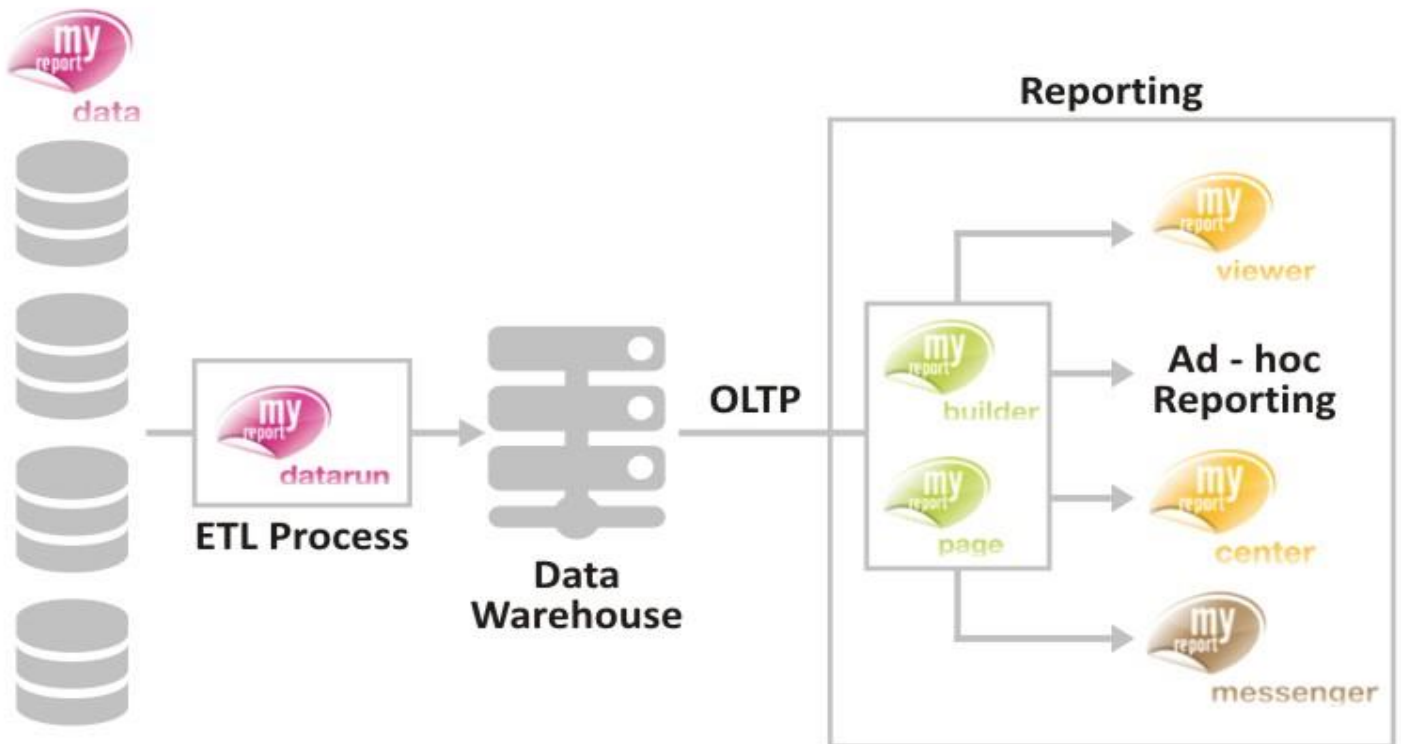 my
report
data
Reporting
my
report
viewer
my
report
datarun
ETL Process
Data
Warehouse
OLTP
my
report
builder
my
report
page
Ad - hoc
Reporting
my
report
center
my
report
messenger